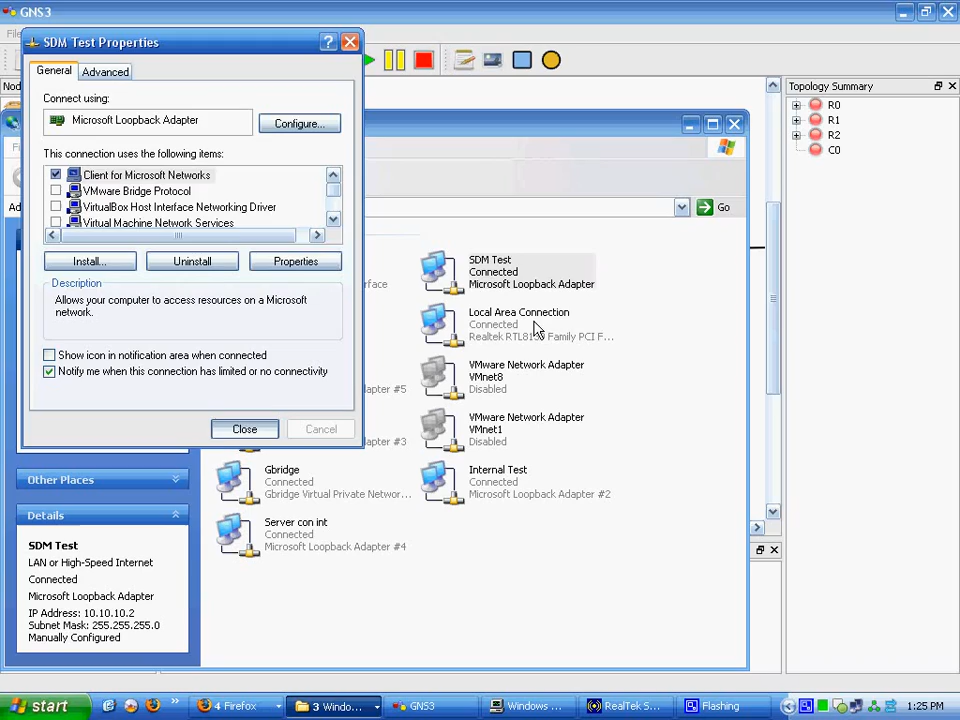 GNS3
SDM Test Properties
General
Advanced
Connect using:
Microsoft Loopback Adapter
Configure...
This connection uses the following items:
Client for Microsoft Networks
VMware Bridge Protocol
VirtualBox Host Interface Networking Driver
Virtual Machine Network Services
Install...
Uninstall
Properties
Description
Allows your computer to access resources on a Microsoft
network.
Show icon in notification area when connected
Notify me when this connection has limited or no connectivity
Close
Cancel
Go
SDM Test
Connected
Microsoft Loopback Adapter
Local Area Connection
Connected
Family PCI F...
VMware Network Adapter
VMnet8
Disabled
Adapter #5
VMware Network Adapter
VMnet1
Disabled
Adapter #3
Gbridge
Connected
Gbridge Virtual Private Networ...
Internal Test
Connected
Microsoft Loopback Adapter #2
Server con int
Connected
Microsoft Loopback Adapter #4
Other Places
Details
SDM Test
LAN or High-Speed Internet
Connected
Microsoft Loopback Adapter
IP Address: 10.10.10.2
Subnet Mask: 255.255.255.0
Manually Configured
Topology Summary
R0
R1
R2
C0
start
4 Firefox
3 Windo...
GNS3
Windows ...
RealTek S...
Flashing
1:25 PM